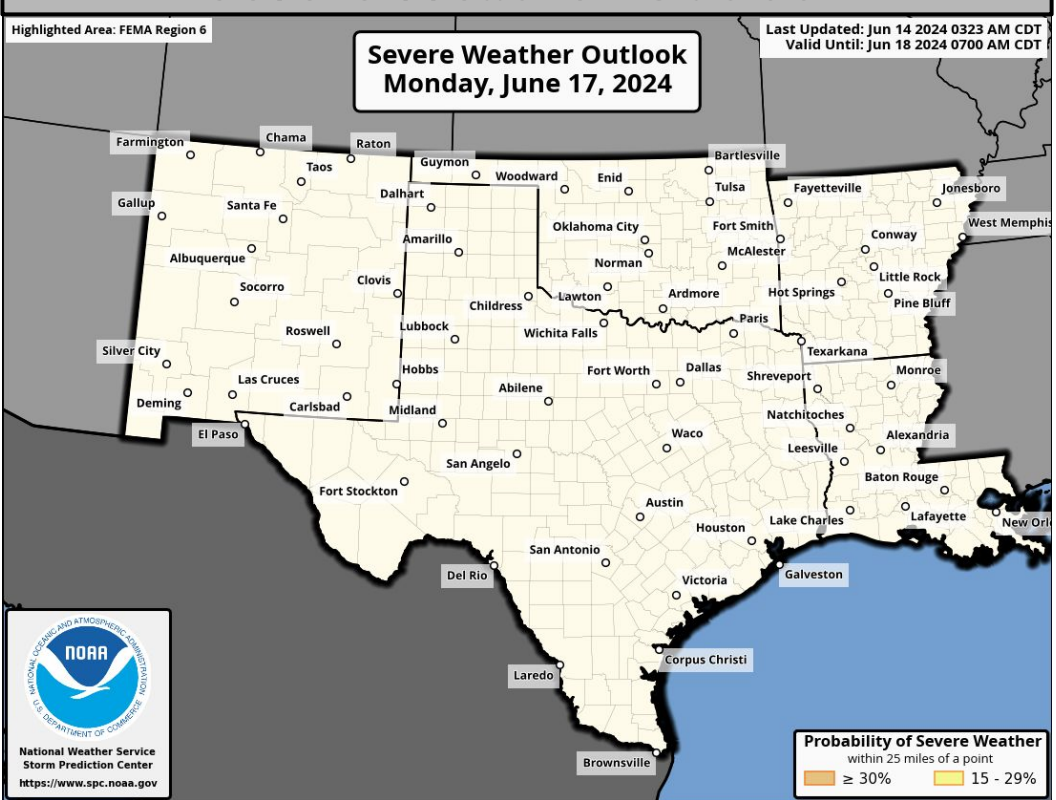 Highlighted Area: FEMA Region 6
Severe Weather Outlook
Monday, June 17, 2024
Last Updated: Jun 14 2024 0323 AM CDT
Valid Until: Jun 18 2024 0700 AM CDT
Farmington
Chama
Raton
Guymon
Bartlesville
Taos
Woodward
Enid
Tulsa
Fayetteville
Jonesboro
Gallup
Santa Fe
Dalhart
Oklahoma City
Fort Smith
Conway
West Memphis
Albuquerque
Amarillo
Norman
McAlester
Little Rock
Socorro
Clovis
Childress
Lawton
Ardmore
Hot Springs
Pine Bluff
Roswell
Lubbock
Wichita Falls
Paris
Texarkana
Silver City
Las Cruces
Hobbs
Abilene
Fort Worth
Dallas
Shreveport
Monroe
Deming
Carlsbad
Midland
Natchitoches
El Paso
San Angelo
Waco
Leesville
Alexandria
Fort Stockton
Austin
Baton Rouge
Houston
Lake Charles
Lafayette
New Orl
Del Rio
San Antonio
Victoria
Galveston
Laredo
Corpus Christi
Brownsville
NATIONAL OCEANIC AND ATMOSPHERIC ADMINISTRATION
NOAA
U.S. DEPARTMENT OF COMMERCE
National Weather Service
Storm Prediction Center
https://www.spc.noaa.gov
Probability of Severe Weather
within 25 miles of a point
≥ 30%
15 - 29%